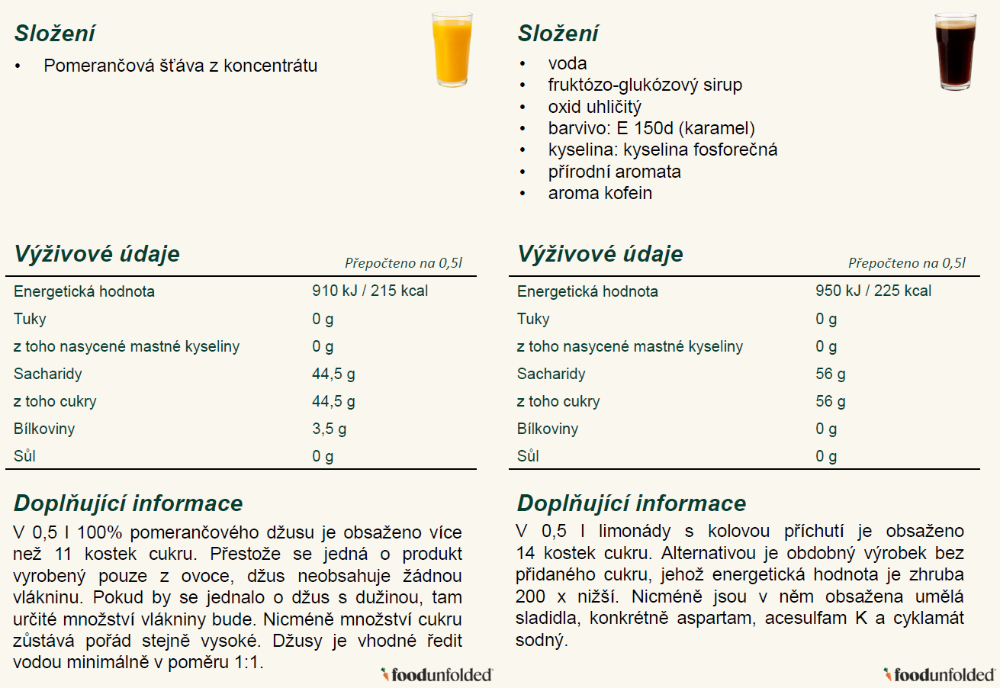 Složení
• Pomerančová šťáva z koncentrátu
Výživové údaje
Přepočteno na 0,5l
Energetická hodnota 910 kJ / 215 kcal
Tuky 0 g
z toho nasycené mastné kyseliny 0 g
Sacharidy 44,5 g
z toho cukry 44,5 g
Bílkoviny 3,5 g
Sůl 0 g
Doplňující informace
V 0,5 l 100% pomerančového džusu je obsaženo více
než 11 kostek cukru. Přestože se jedná o produkt
vyrobený pouze z ovoce, džus neobsahuje žádnou
vlákninu. Pokud by se jednalo o džus s dužinou, tam
určité množství vlákniny bude. Nicméně množství cukru
zůstává pořád stejně vysoké. Džusy je vhodné ředit
vodou minimálně v poměru 1:1.
foodunfolded
Složení
• voda
• fruktózo-glukózový sirup
• oxid uhličitý
• barvivo: E 150d (karamel)
• kyselina: kyselina fosforečná
• přírodní aromata
• aroma kofein
Výživové údaje
Přepočteno na 0,5l
Energetická hodnota 950 kJ / 225 kcal
Tuky 0 g
z toho nasycené mastné kyseliny 0 g
Sacharidy 56 g
z toho cukry 56 g
Bílkoviny 0 g
Sůl 0 g
Doplňující informace
V 0,5 l limonády s kolovou příchutí je obsaženo
14 kostek cukru. Alternativou je obdobný výrobek bez
přidaného cukru, jehož energetická hodnota je zhruba
200 x nižší. Nicméně jsou v něm obsažena umělá
sladidla, konkrétně aspartam, acesulfam K a cyklamát
sodný.
foodunfolded